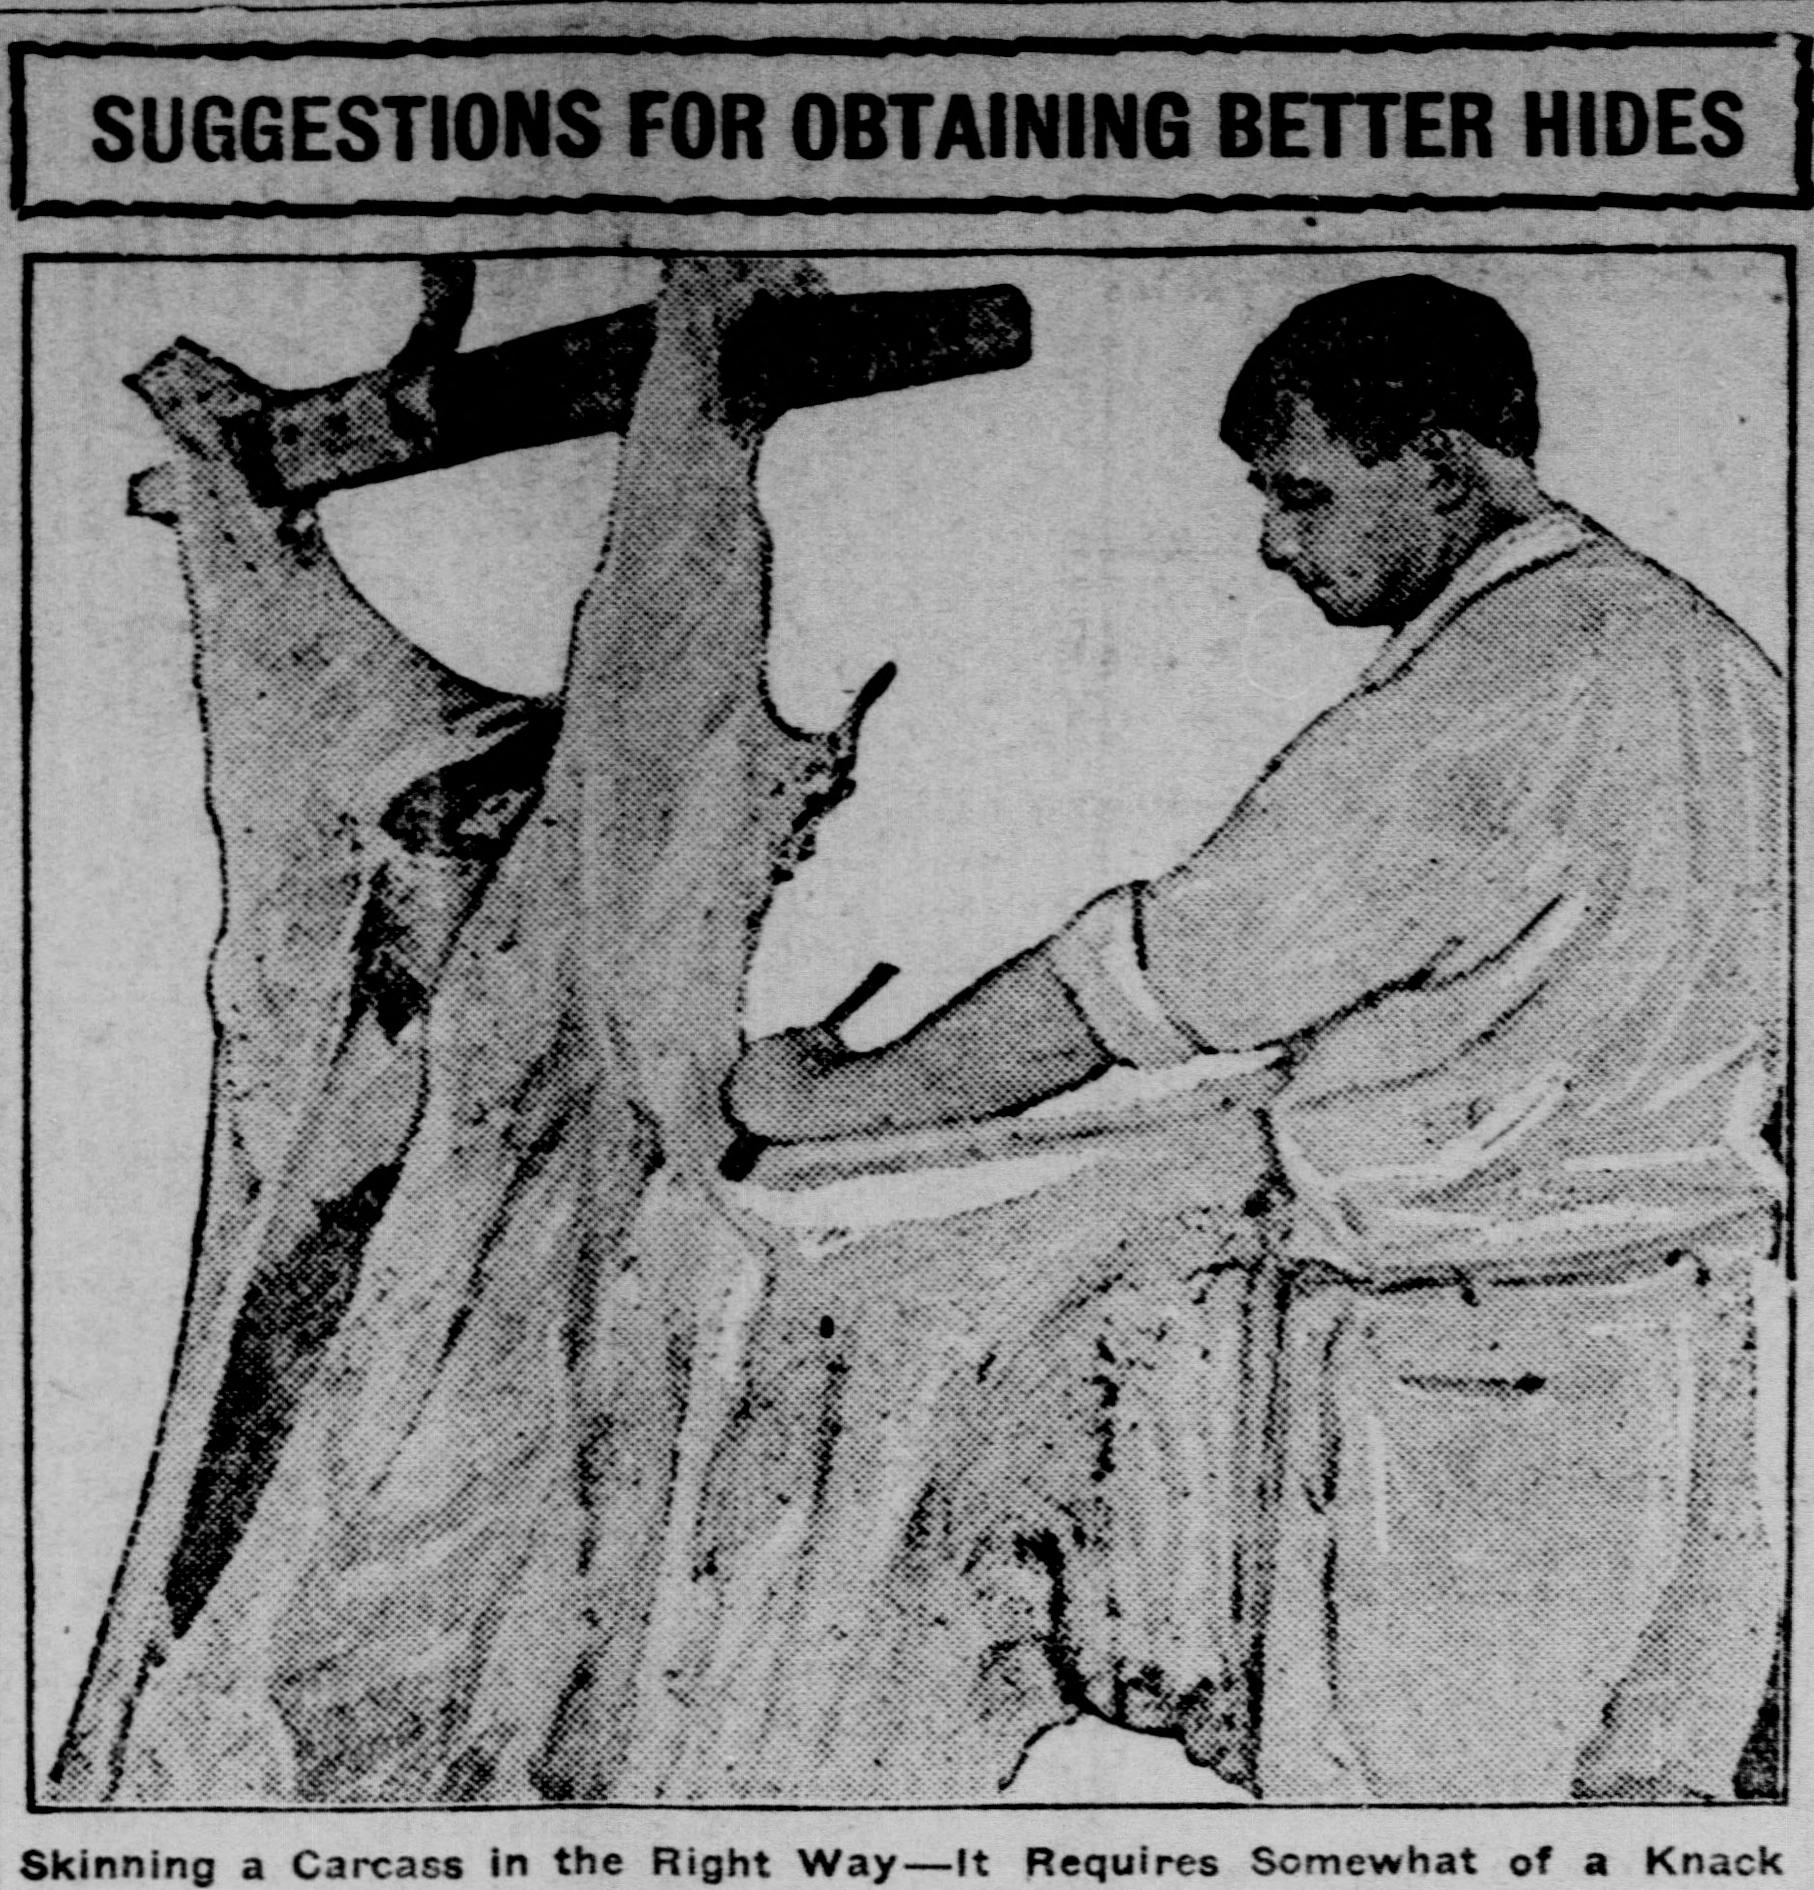 SUGGESTIONS FOR OBTAINING BETTER HIDES
Skinning a Carcass in the Right Way—It Requires Somewhat of a Knack